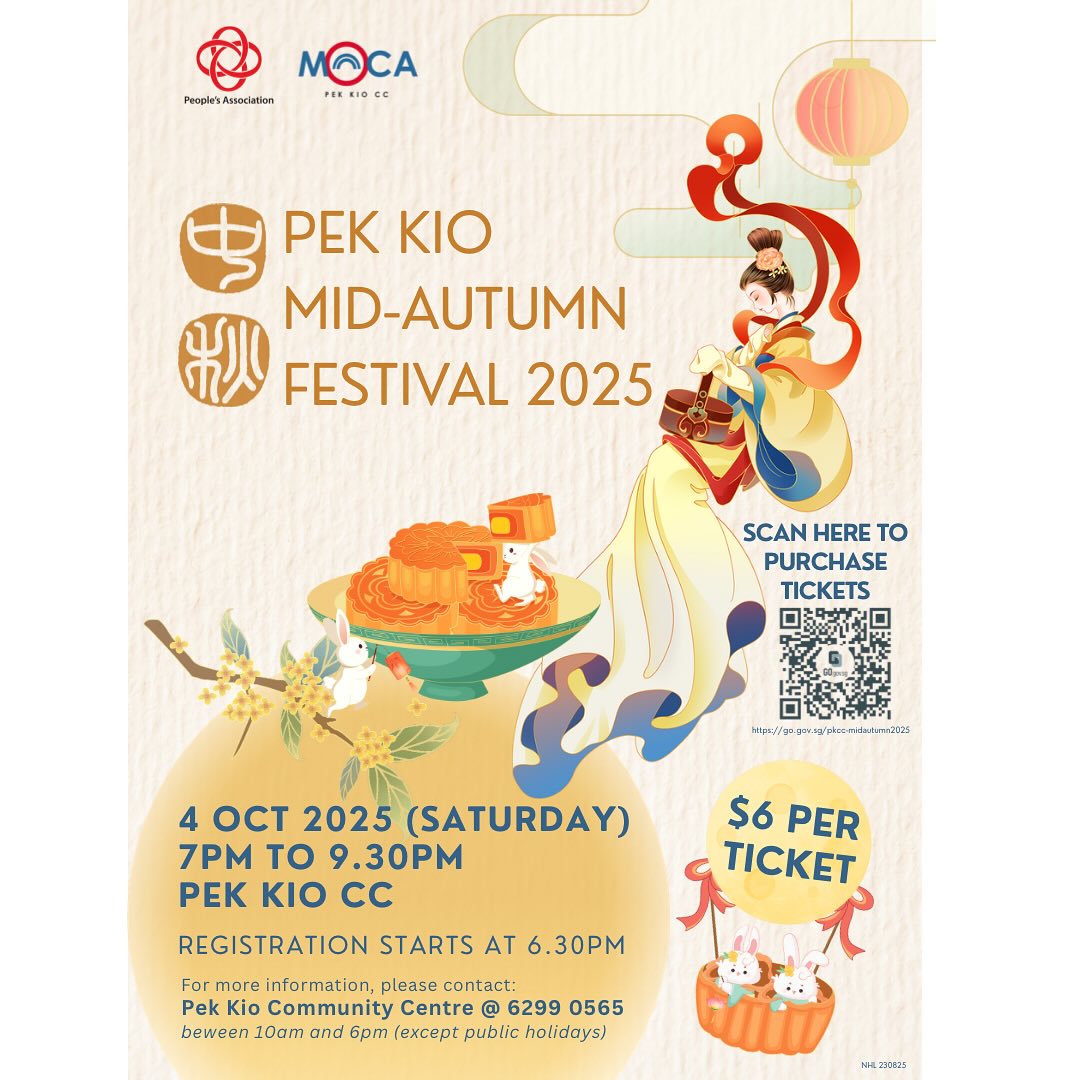 People's Association
MOCA
PEK KIO CC
中
秋
PEK KIO
MID-AUTUMN
FESTIVAL 2025
SCAN HERE TO
PURCHASE
TICKETS
GOgovsg
https://go.gov.sg/pkcc-midautumn2025
$6 PER
TICKET
4 OCT 2025 (SATURDAY)
7PM TO 9.30PM
PEK KIO CC
REGISTRATION STARTS AT 6.30PM
For more information, please contact:
Pek Kio Community Centre @ 6299 0565
beween 10am and 6pm (except public holidays)
NHL 230825